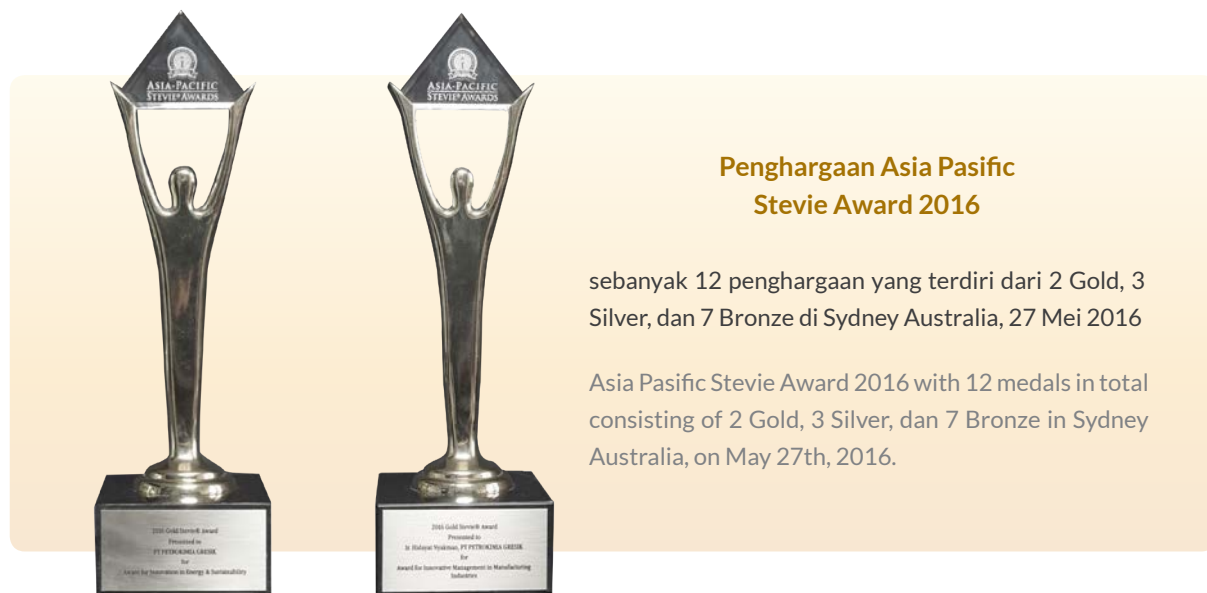 ASIA-PACIFIC
STEVIE® AWARDS
ASIA-PACIFIC
STEVIE® AWARDS
Penghargaan Asia Pasific
Stevie Award 2016
sebanyak 12 penghargaan yang terdiri dari 2 Gold, 3
Silver, dan 7 Bronze di Sydney Australia, 27 Mei 2016
Asia Pasific Stevie Award 2016 with 12 medals in total
consisting of 2 Gold, 3 Silver, dan 7 Bronze in Sydney
Australia, on May 27th, 2016.
2016 Gold Stevie® Award
Presented to
PT PETROKIMIA GRESIK
for
Award for Innovation in Energy & Sustainability
2016 Gold Stevie® Award
Presented to
Ir. Hidayat Nyakman, PT PETROKIMIA GRESIK
for
Award for Innovative Management in Manufacturing
Industries